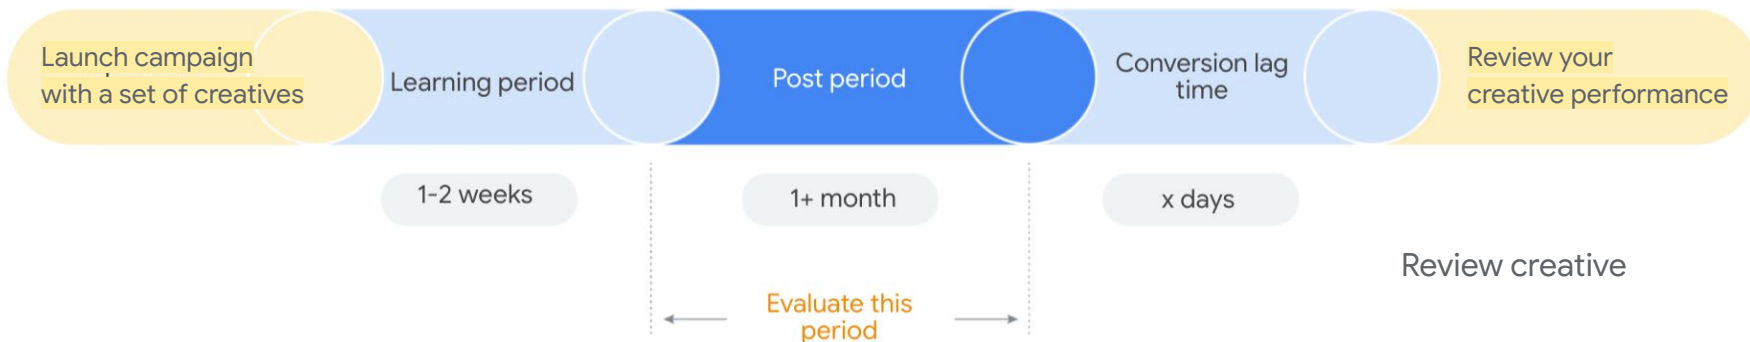 Launch campaign
with a set of creatives
Learning period
Post period
Conversion lag
time
Review your
creative performance
1-2 weeks
1+ month
x days
Review creative
Evaluate this
period